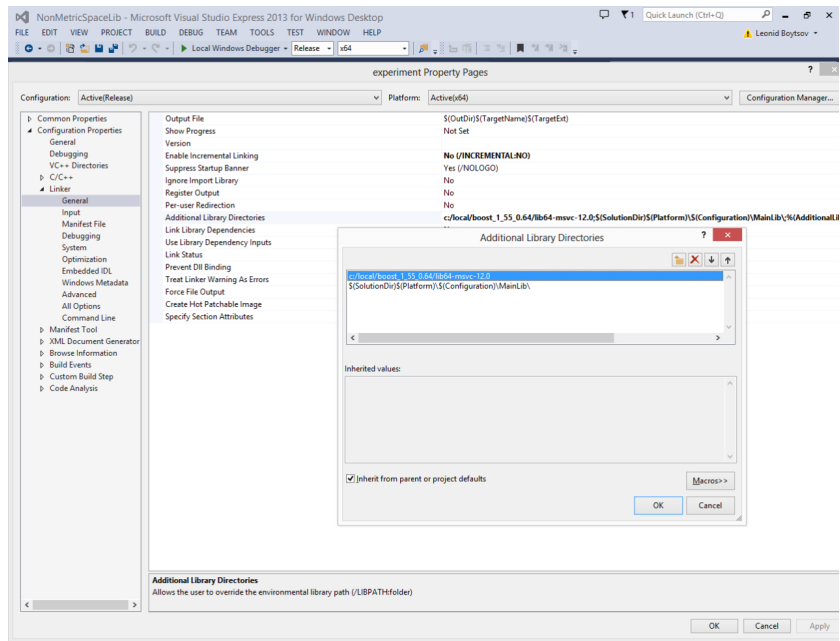 NonMetricSpaceLib - Microsoft Visual Studio Express 2013 for Windows Desktop
1
Quick Launch (Ctrl+Q)
FILE EDIT VIEW PROJECT BUILD DEBUG TEAM TOOLS TEST WINDOW HELP
Leonid Boytsov
Local Windows Debugger
Release
x64
experiment Property Pages
?
Configuration: Active(Release)
Platform: Active(x64)
Configuration Manager...
Common Properties
Configuration Properties
General
Debugging
VC++ Directories
C/C++
Linker
General
Input
Manifest File
Debugging
System
Optimization
Embedded IDL
Windows Metadata
Advanced
All Options
Command Line
Manifest Tool
XML Document Generator
Browse Information
Build Events
Custom Build Step
Code Analysis
Output File $(OutDir)$(TargetName)$(TargetExt)
Show Progress Not Set
Version
Enable Incremental Linking No (/INCREMENTAL:NO)
Suppress Startup Banner Yes (/NOLOGO)
Ignore Import Library No
Register Output No
Per-user Redirection No
Additional Library Directories c:/local/boost_1_55_0.64/lib64-msvc-12.0;$(SolutionDir)$(Platform)\$(Configuration)\MainLib\;%(AdditionalLi
Link Library Dependencies
Use Library Dependency Inputs
Link Status
Prevent Dll Binding
Treat Linker Warning As Errors
Force File Output
Create Hot Patchable Image
Specify Section Attributes
Additional Library Directories
?
c:/local/boost_1_55_0.64/lib64-msvc-12.0
$(SolutionDir)$(Platform)\$(Configuration)\MainLib\
Inherited values:
Inherit from parent or project defaults
Macros>>
OK Cancel
Additional Library Directories
Allows the user to override the environmental library path (/LIBPATH:folder)
OK Cancel Apply